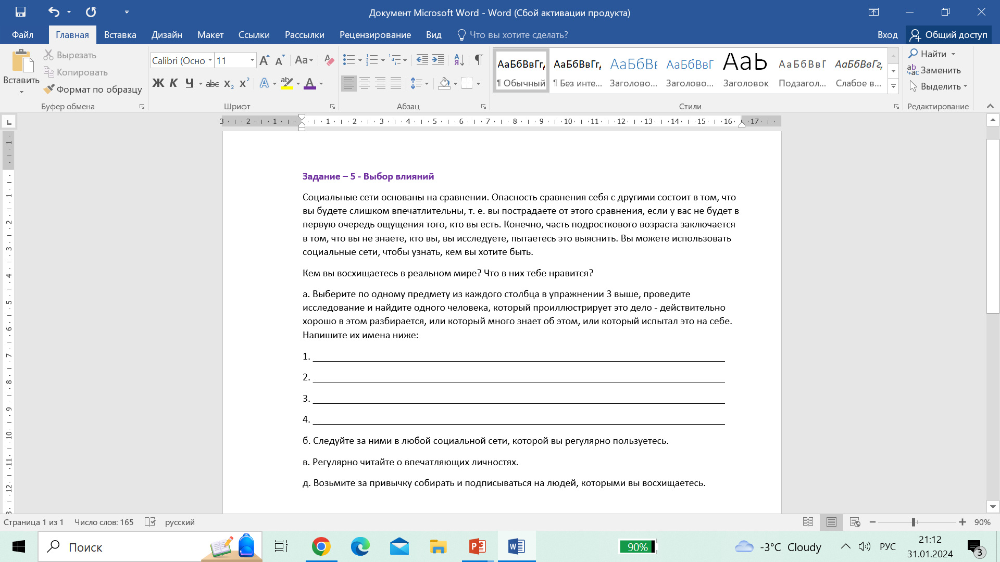 Документ Microsoft Word - Word (Сбой активации продукта)
Файл Главная Вставка Дизайн Макет Ссылки Рассылки Рецензирование Вид Что вы хотите сделать? Вход Общий доступ
Вставить
Вырезать
Копировать
Формат по образцу
Буфер обмена
Calibri (Осно 11
Ж К Ч abc x₂ x²
Шрифт
Абзац
АаБбВвГг, АаБбВвГг, АаБбВв АаБбВвГ АаЬ АаБбВвГ АаБбВвГг,
¶ Обычный ¶ Без инте... Заголово... Заголово... Заголовок Подзагол... Слабое в...
Стили
Найти
Заменить
Выделить
Редактирование
3 2 1 1 2 3 4 5 6 7 8 9 10 11 12 13 14 15 16 17
Задание – 5 - Выбор влияний
Социальные сети основаны на сравнении. Опасность сравнения себя с другими состоит в том, что
вы будете слишком впечатлительны, т. е. вы пострадаете от этого сравнения, если у вас не будет в
первую очередь ощущения того, кто вы есть. Конечно, часть подросткового возраста заключается
в том, что вы не знаете, кто вы, вы исследуете, пытаетесь это выяснить. Вы можете использовать
социальные сети, чтобы узнать, кем вы хотите быть.
Кем вы восхищаетесь в реальном мире? Что в них тебе нравится?
а. Выберите по одному предмету из каждого столбца в упражнении 3 выше, проведите
исследование и найдите одного человека, который проиллюстрирует это дело - действительно
хорошо в этом разбирается, или который много знает об этом, или который испытал это на себе.
Напишите их имена ниже:
1. ______________________________
2. ______________________________
3. ______________________________
4. ______________________________
б. Следуйте за ними в любой социальной сети, которой вы регулярно пользуетесь.
в. Регулярно читайте о впечатляющих личностях.
д. Возьмите за привычку собирать и подписываться на людей, которыми вы восхищаетесь.
Страница 1 из 1 Число слов: 165 русский 90%
Поиск 90% -3°C Cloudy РУС 21:12
31.01.2024 3